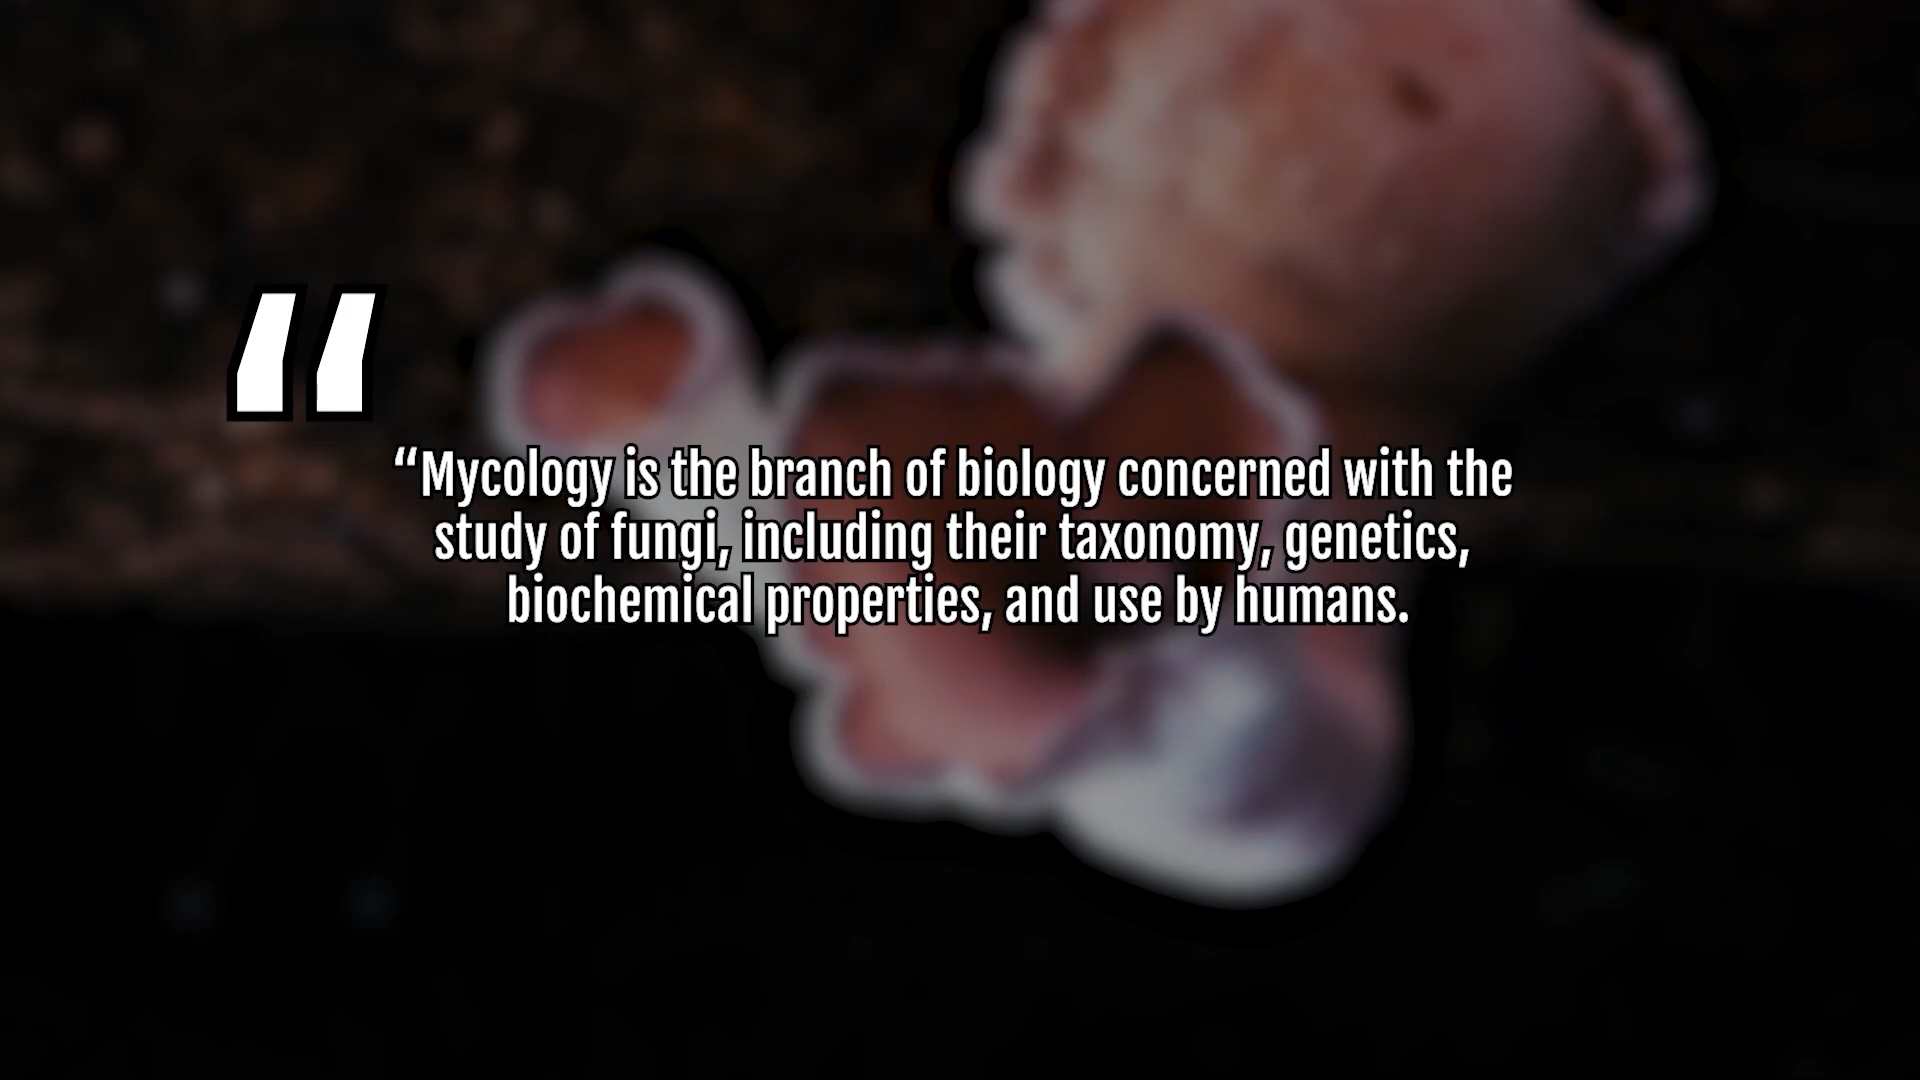 “
“Mycology is the branch of biology concerned with the
study of fungi, including their taxonomy, genetics,
biochemical properties, and use by humans.